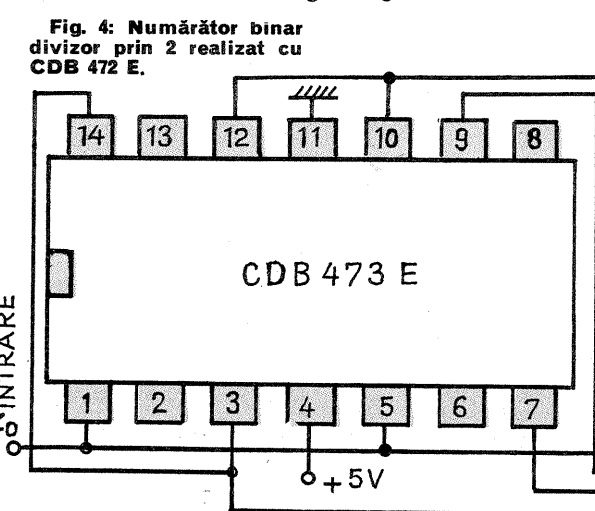 Fig. 4: Numărător binar
divizor prin 2 realizat cu
CDB 472 E.
14 13 12 11 10 9 8
CDB 473 E
INTRARE
1 2 3 4 5 6 7
+5V